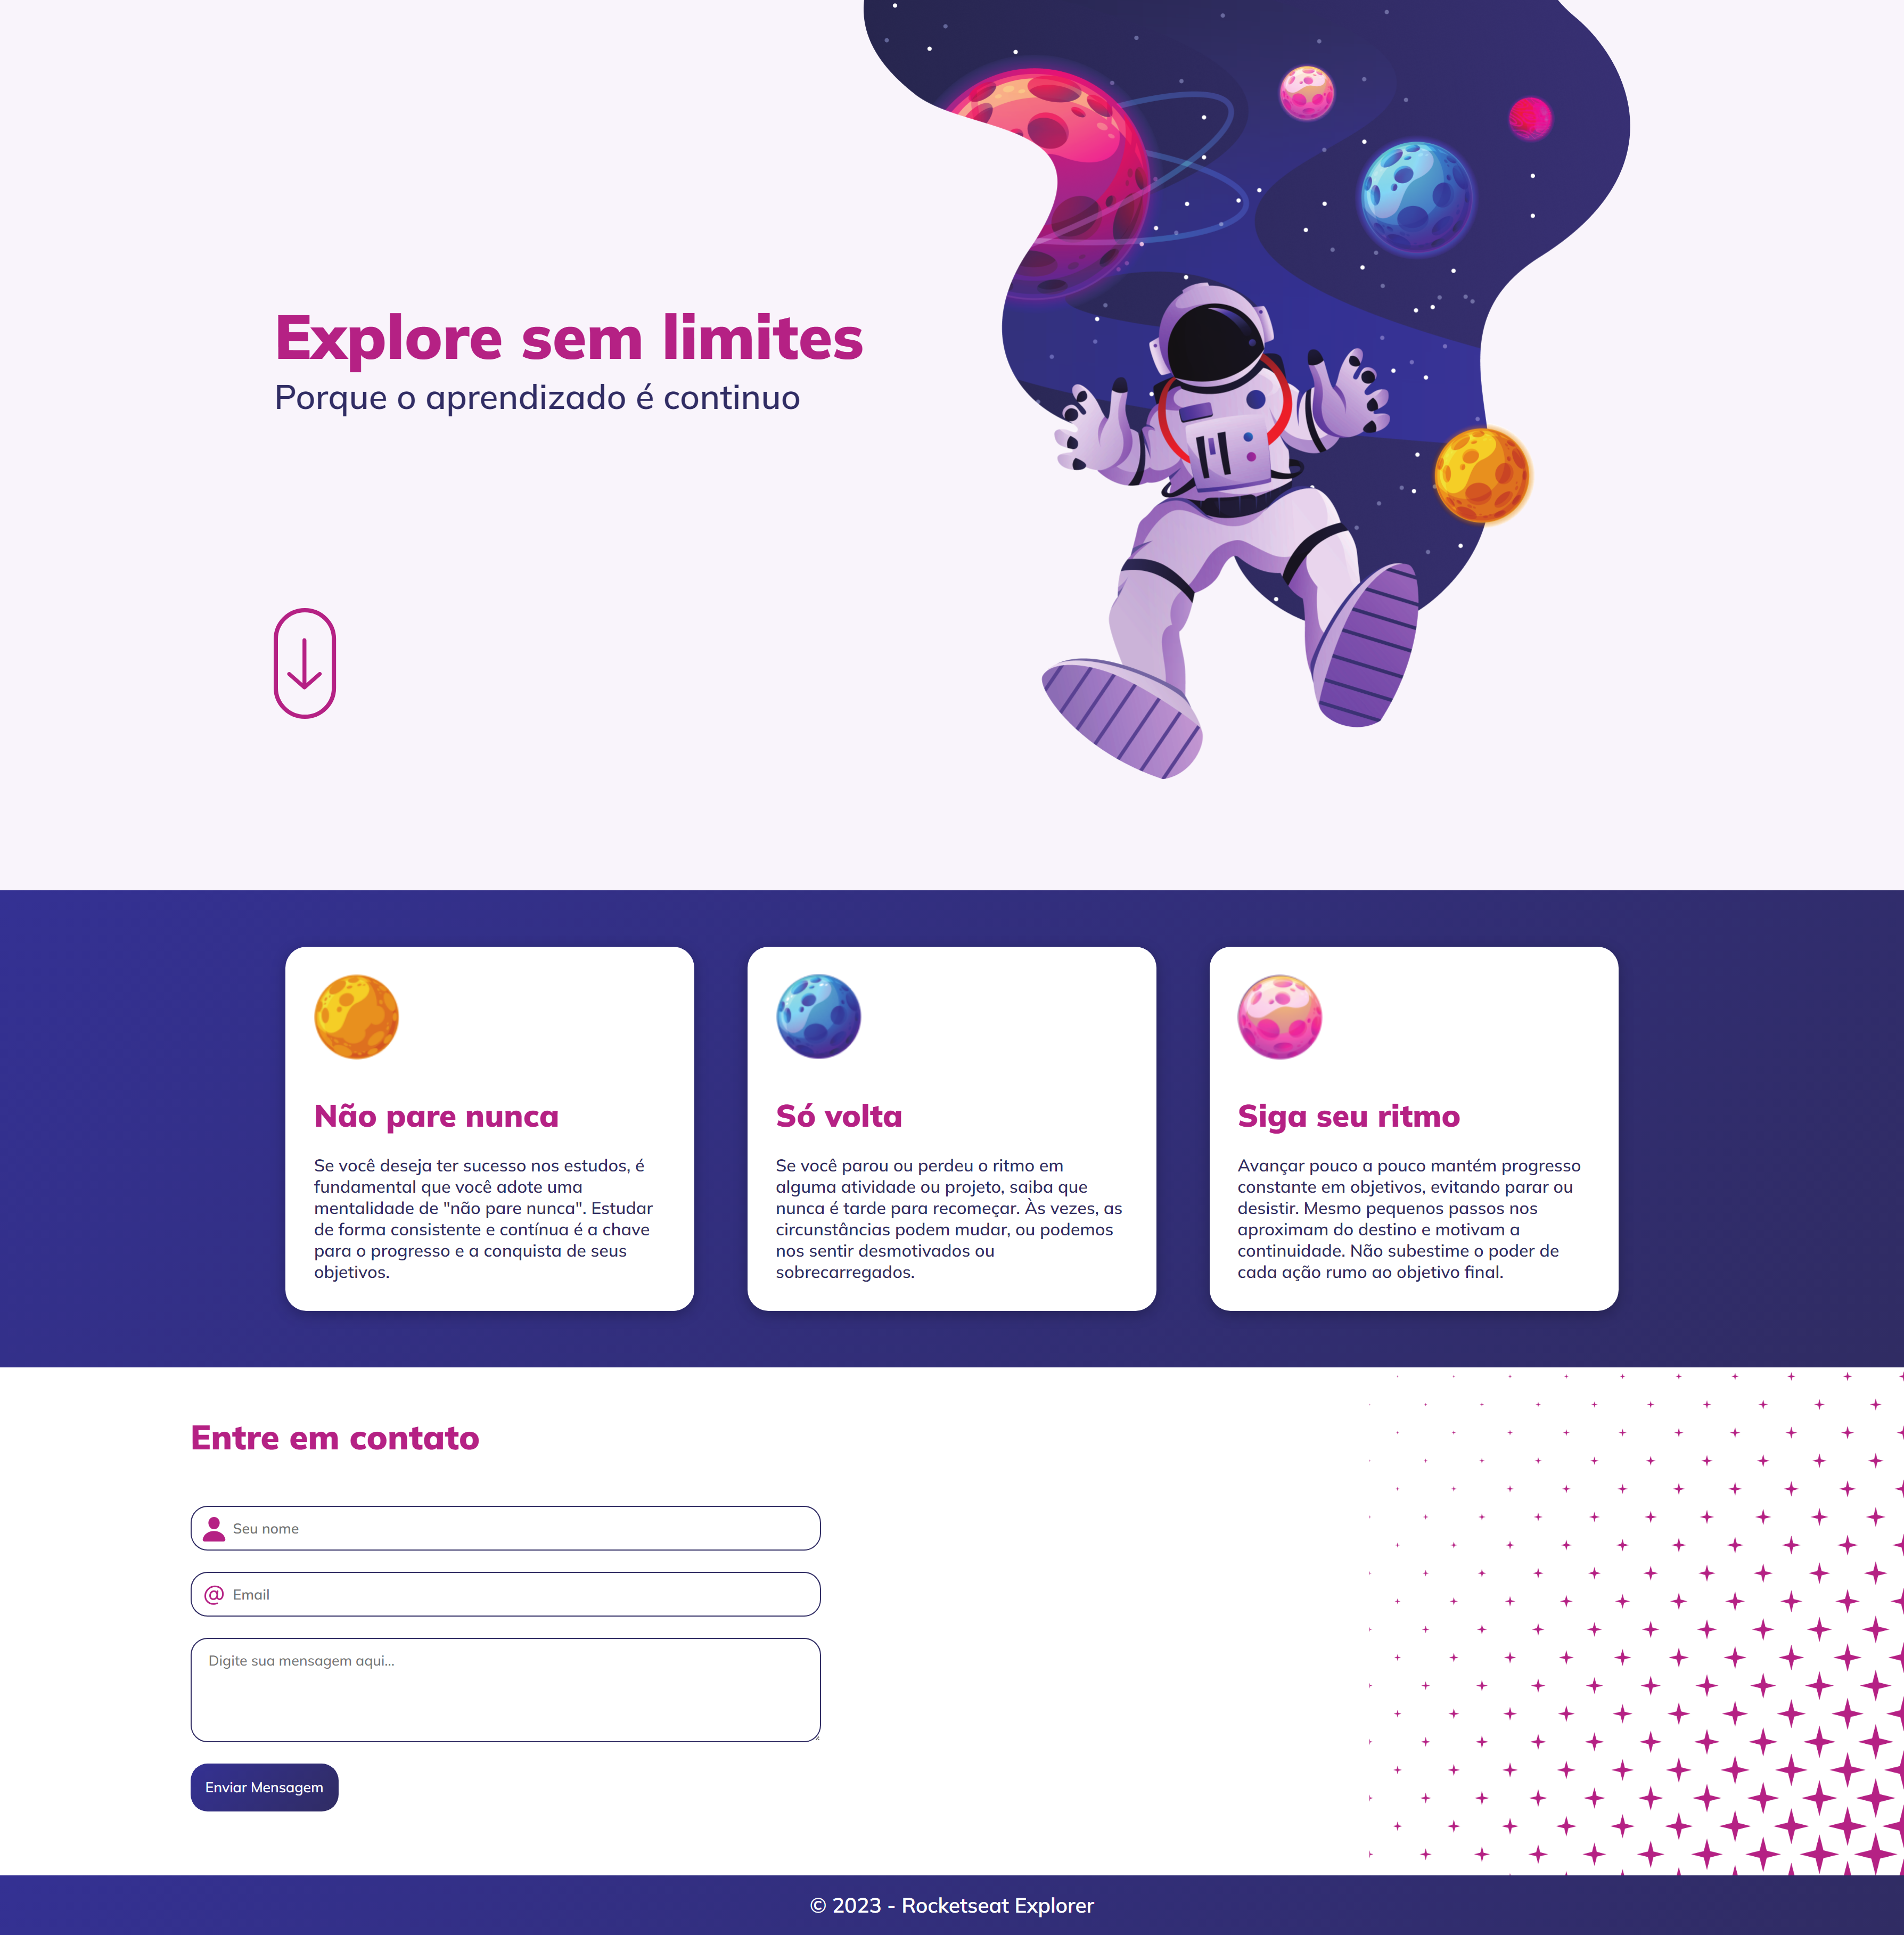 Explore sem limites
Porque o aprendizado é continuo
Não pare nunca
Se você deseja ter sucesso nos estudos, é
fundamental que você adote uma
mentalidade de "não pare nunca". Estudar
de forma consistente e contínua é a chave
para o progresso e a conquista de seus
objetivos.
Só volta
Se você parou ou perdeu o ritmo em
alguma atividade ou projeto, saiba que
nunca é tarde para recomeçar. Às vezes, as
circunstâncias podem mudar, ou podemos
nos sentir desmotivados ou
sobrecarregados.
Siga seu ritmo
Avançar pouco a pouco mantém progresso
constante em objetivos, evitando parar ou
desistir. Mesmo pequenos passos nos
aproximam do destino e motivam a
continuidade. Não subestime o poder de
cada ação rumo ao objetivo final.
Entre em contato
Seu nome
@ Email
Digite sua mensagem aqui...
Enviar Mensagem
© 2023 - Rocketseat Explorer